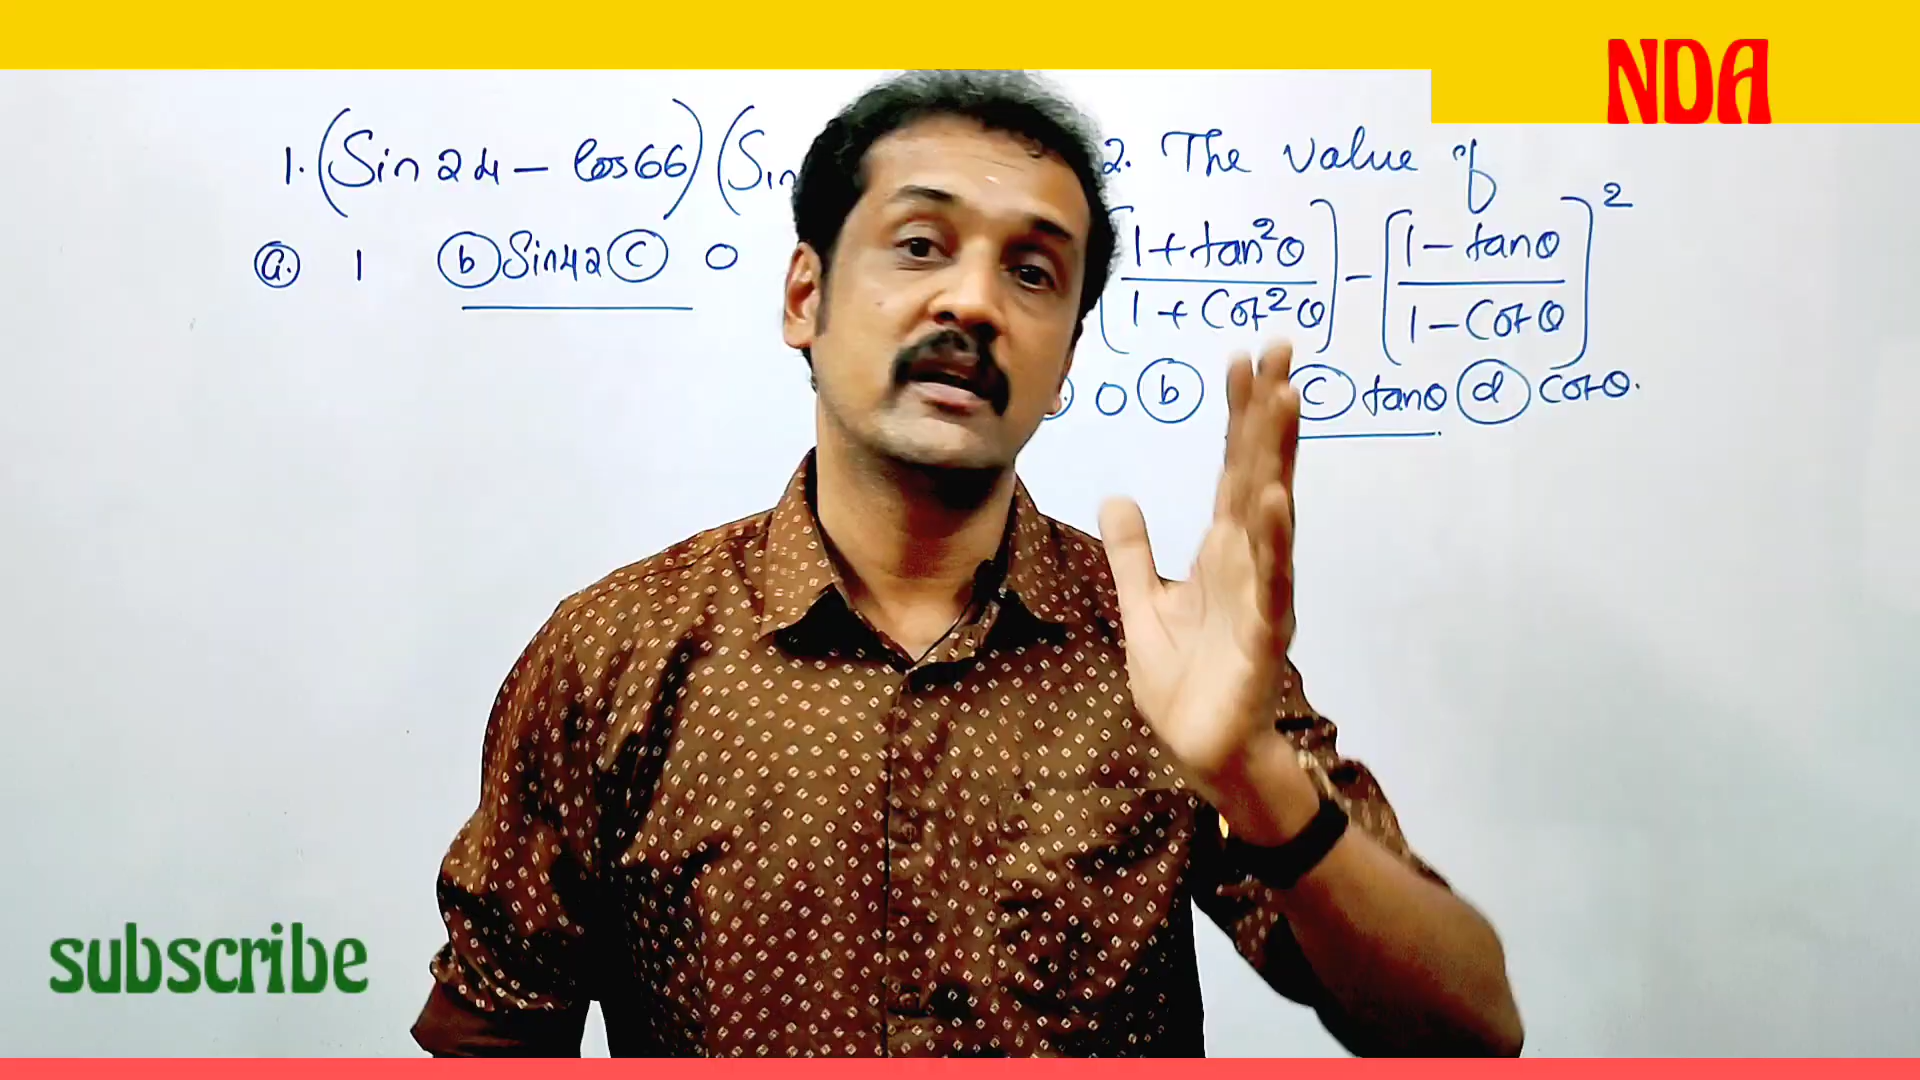 NDA
1. (Sin 24 – Cos 66) (Sin
a. 1 b Sin42 c 0
2. The value of
[1 + tan²θ / 1 + Cot²θ] – [1 – tanθ / 1 – Cotθ]²
0 b c tanθ d Cotθ.
subscribe